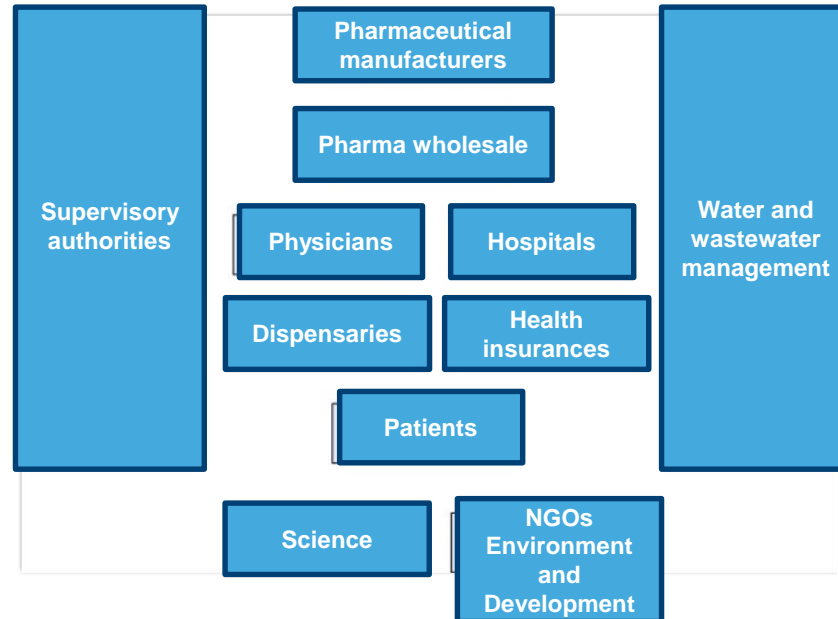 Pharmaceutical
manufacturers
Pharma wholesale
Supervisory
authorities
Physicians
Hospitals
Water and
wastewater
management
Dispensaries
Health
insurances
Patients
Science
NGOs
Environment
and
Development